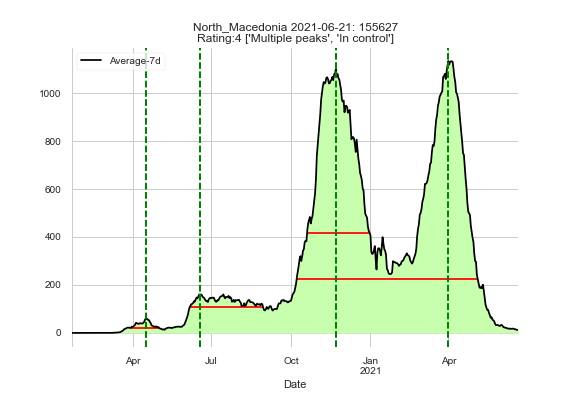 North_Macedonia 2021-06-21: 155627
Rating:4 ['Multiple peaks', 'In control']
Average-7d
1000
800
600
400
200
0
Apr
Jul
Oct
Jan
2021
Apr
Date